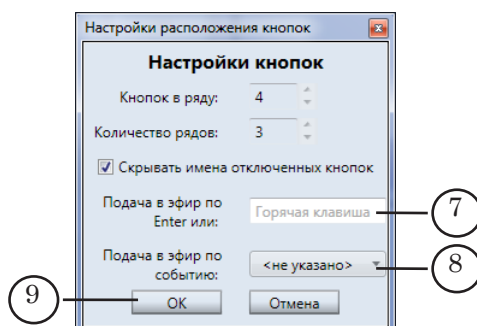 Настройки расположения кнопок
Настройки кнопок
Кнопок в ряду: 4
Количество рядов: 3
Скрывать имена отключенных кнопок
Подача в эфир по
Enter или: Горячая клавиша 7
Подача в эфир по
событию: <не указано> 8
9 ОК Отмена